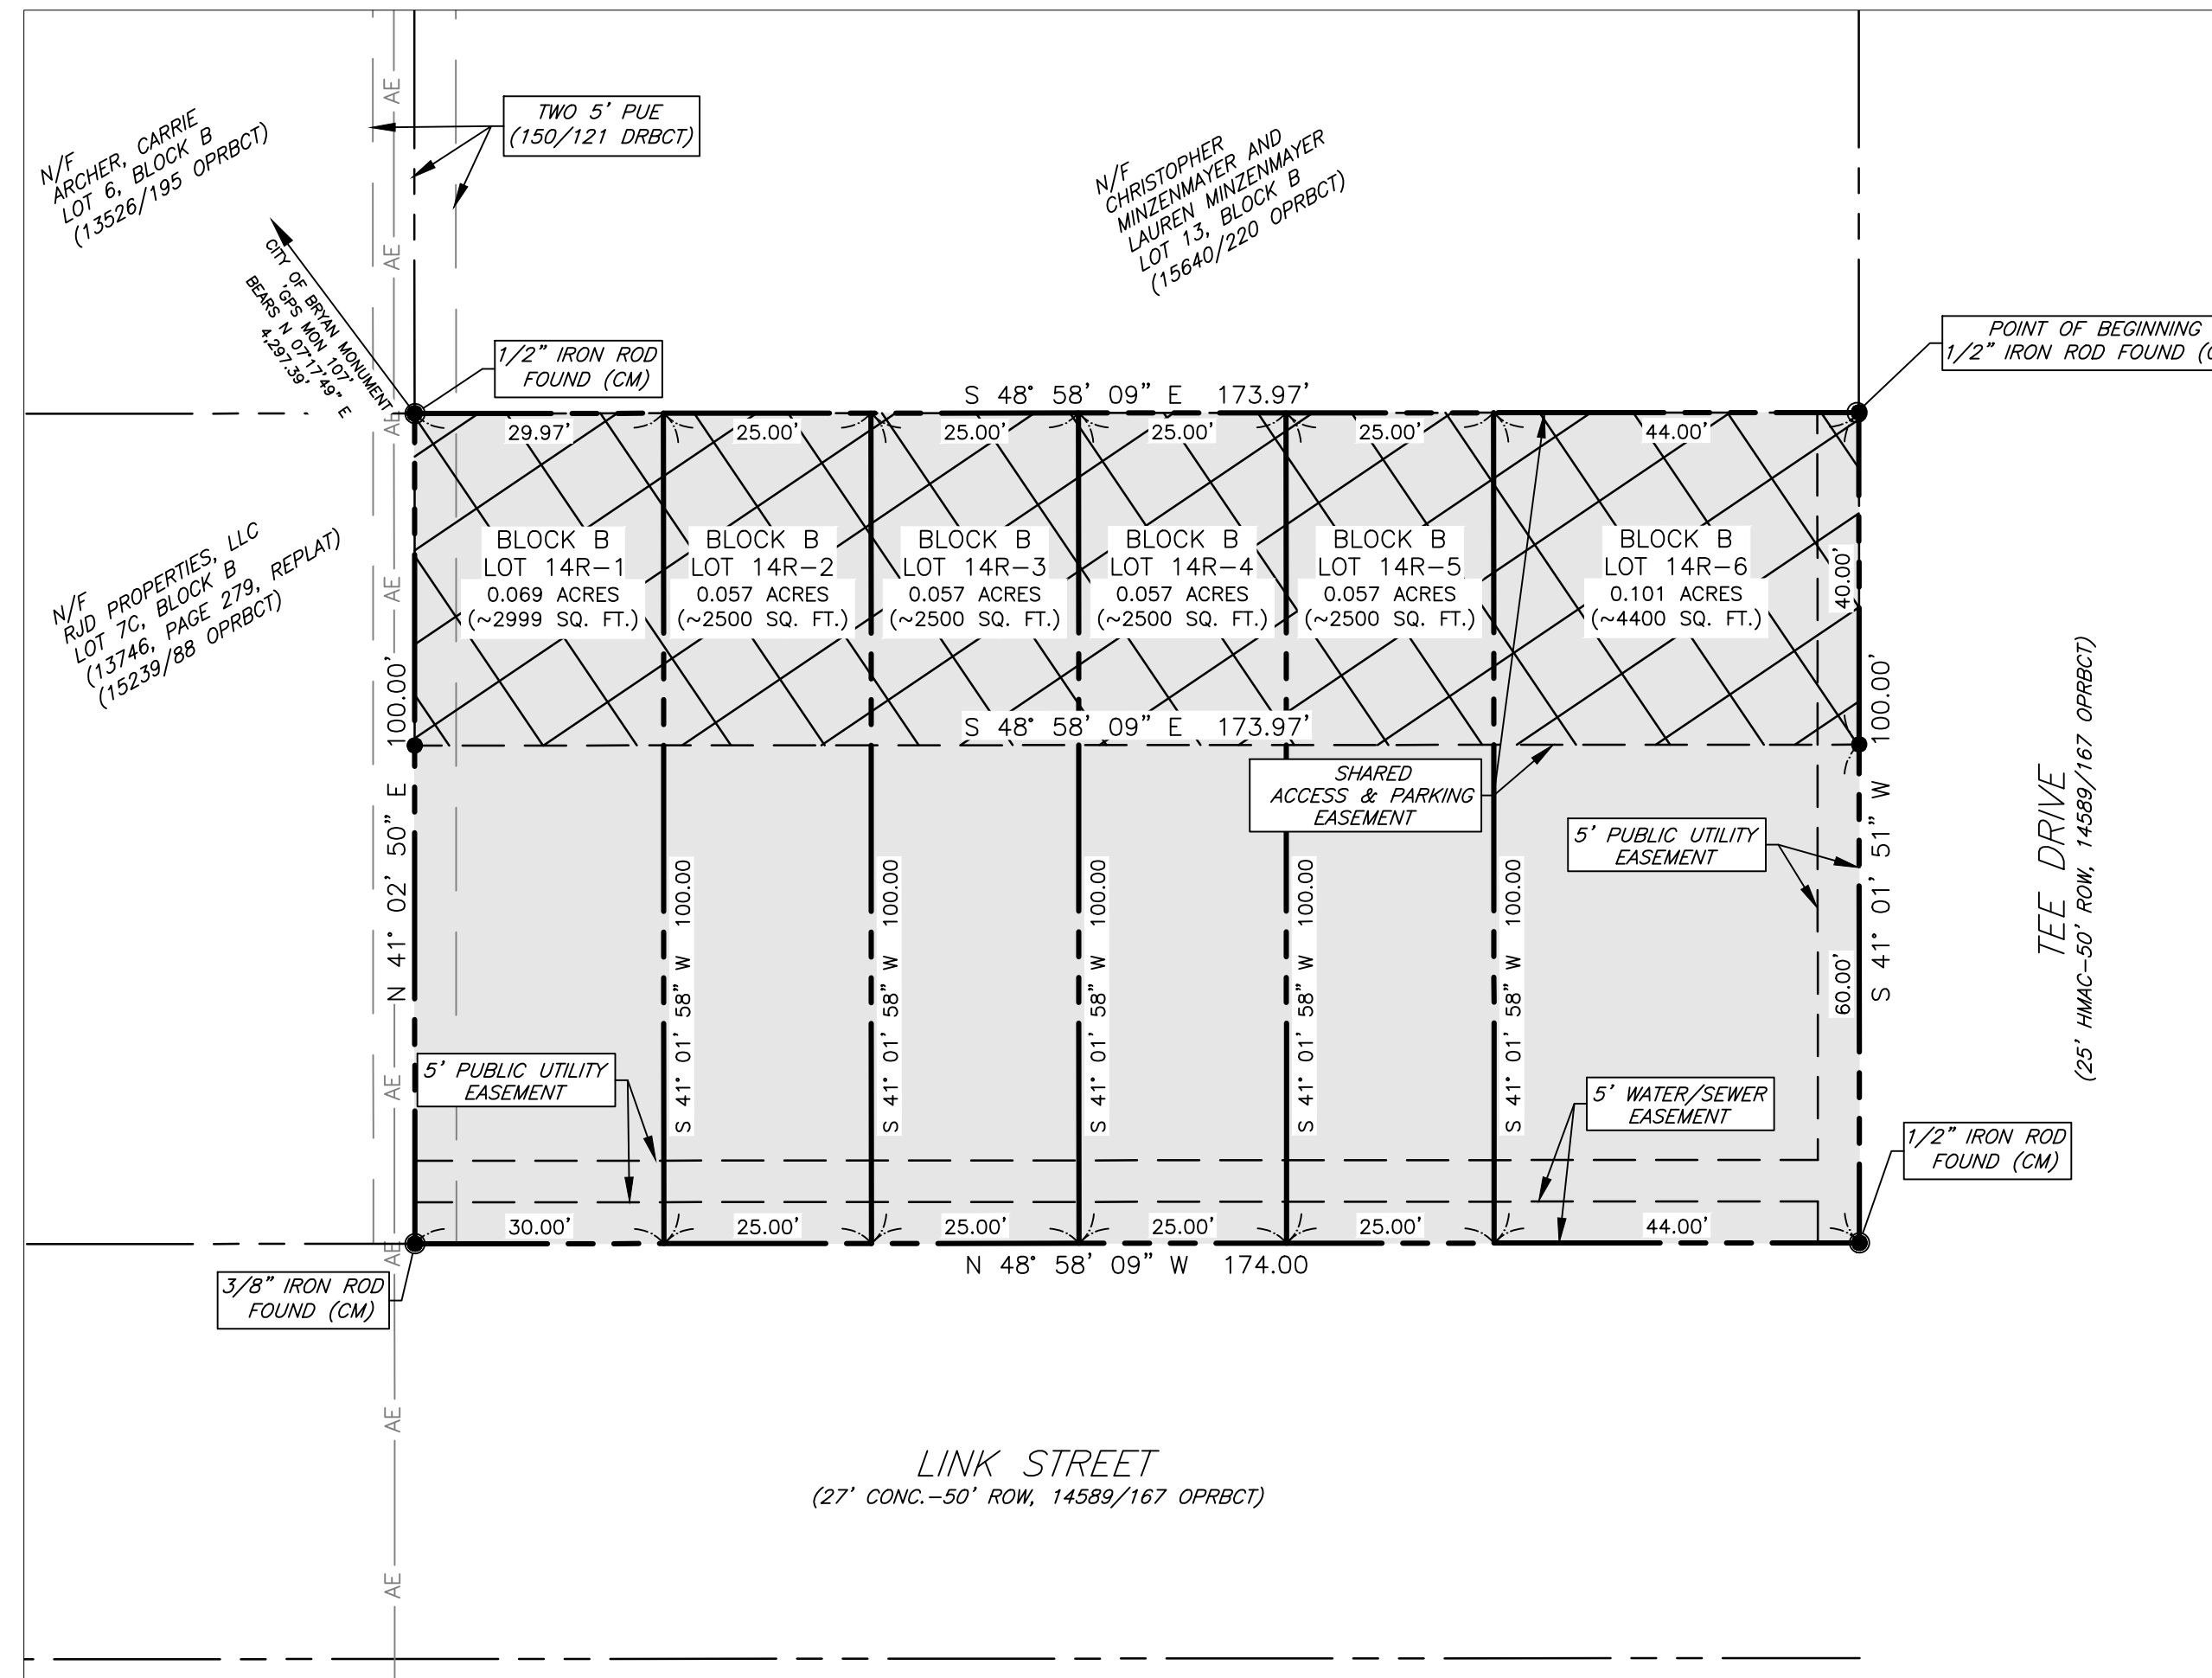 TWO 5' PUE
(150/121 DRBCT)
N/F
ARCHER, CARRIE
LOT 6, BLOCK B
(13526/195 OPRBCT)
N/F
CHRISTOPHER
MINZENMAYER AND
LAUREN MINZENMAYER
LOT 13, BLOCK B
(15640/220 OPRBCT)
CITY OF BRYAN MONUMENT
'GPS MON 107'
BEARS N 07°17'49" E
4,297.39'
1/2" IRON ROD
FOUND (CM)
POINT OF BEGINNING
1/2" IRON ROD FOUND (
S 48° 58' 09" E 173.97'
29.97'
25.00'
25.00'
25.00'
25.00'
44.00'
BLOCK B
LOT 14R-1
0.069 ACRES
(~2999 SQ. FT.)
BLOCK B
LOT 14R-2
0.057 ACRES
(~2500 SQ. FT.)
BLOCK B
LOT 14R-3
0.057 ACRES
(~2500 SQ. FT.)
BLOCK B
LOT 14R-4
0.057 ACRES
(~2500 SQ. FT.)
BLOCK B
LOT 14R-5
0.057 ACRES
(~2500 SQ. FT.)
BLOCK B
LOT 14R-6
0.101 ACRES
(~4400 SQ. FT.)
40.00'
N/F
RJD PROPERTIES, LLC
LOT 7C, BLOCK B
(13746, PAGE 279, REPLAT)
(15239/88 OPRBCT)
N 41° 02' 50" E 100.00'
S 48° 58' 09" E 173.97'
SHARED
ACCESS & PARKING
EASEMENT
5' PUBLIC UTILITY
EASEMENT
S 41° 01' 51" W 100.00'
TEE DRIVE
(25' HMAC-50' ROW, 14589/167 OPRBCT)
S 41° 01' 58" W 100.00
S 41° 01' 58" W 100.00
S 41° 01' 58" W 100.00
S 41° 01' 58" W 100.00
S 41° 01' 58" W 100.00
60.00'
5' PUBLIC UTILITY
EASEMENT
5' WATER/SEWER
EASEMENT
1/2" IRON ROD
FOUND (CM)
30.00'
25.00'
25.00'
25.00'
25.00'
44.00'
N 48° 58' 09" W 174.00
3/8" IRON ROD
FOUND (CM)
LINK STREET
(27' CONC.-50' ROW, 14589/167 OPRBCT)
AE
AE
AE
AE
AE
AE
AE
AE